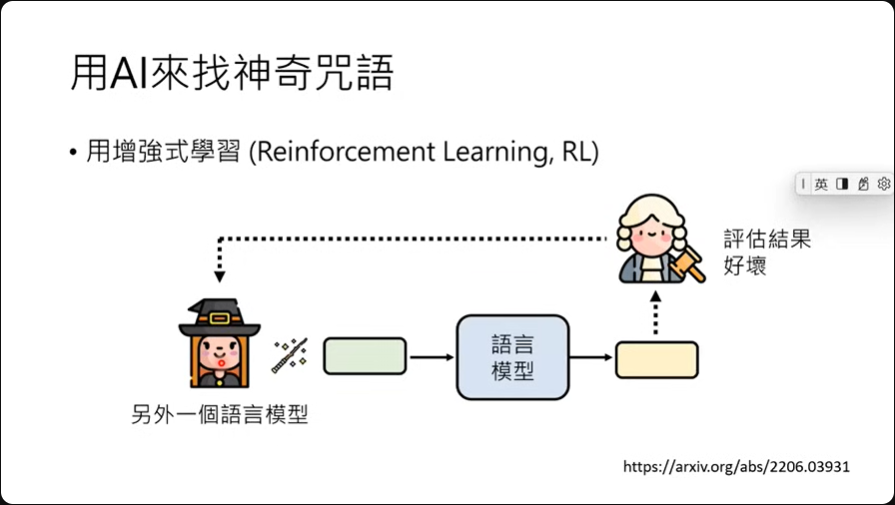 用AI來找神奇咒語
• 用增強式學習 (Reinforcement Learning, RL)
英
評估結果
好壞
語言
模型
另外一個語言模型
https://arxiv.org/abs/2206.03931